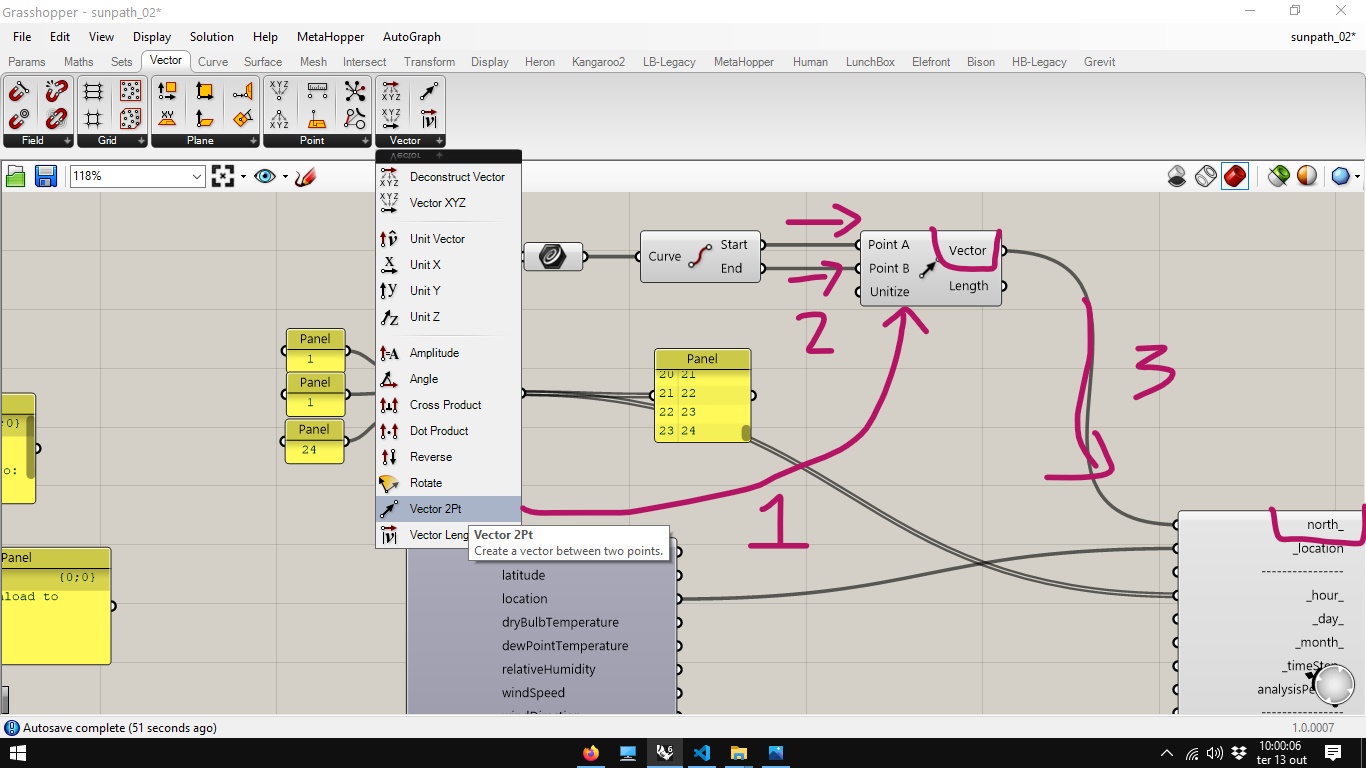 Grasshopper - sunpath_02*
File Edit View Display Solution Help MetaHopper AutoGraph sunpath_02*
Params Maths Sets Vector Curve Surface Mesh Intersect Transform Display Heron Kangaroo2 LB-Legacy MetaHopper Human LunchBox Elefront Bison HB-Legacy Grevit
Field Grid Plane Point Vector
118%
Vector
Deconstruct Vector
Vector XYZ
Unit Vector
Unit X
Unit Y
Unit Z
Amplitude
Angle
Cross Product
Dot Product
Reverse
Rotate
Vector 2Pt
Vector Leng
Vector 2Pt
Create a vector between two points.
Curve Start
End
Point A Vector
Point B
Unitize Length
Panel
1
Panel
1
Panel
24
Panel
20 21
21 22
22 23
23 24
1
2
3
;0}
o:
Panel
{0;0}
nload to
latitude
location
dryBulbTemperature
dewPointTemperature
relativeHumidity
windSpeed
north_
_location
------------------
_hour_
_day_
_month_
_timeStep_
analysisPe
------------------
Autosave complete (51 seconds ago) 1.0.0007
10:00:06
ter 13 out